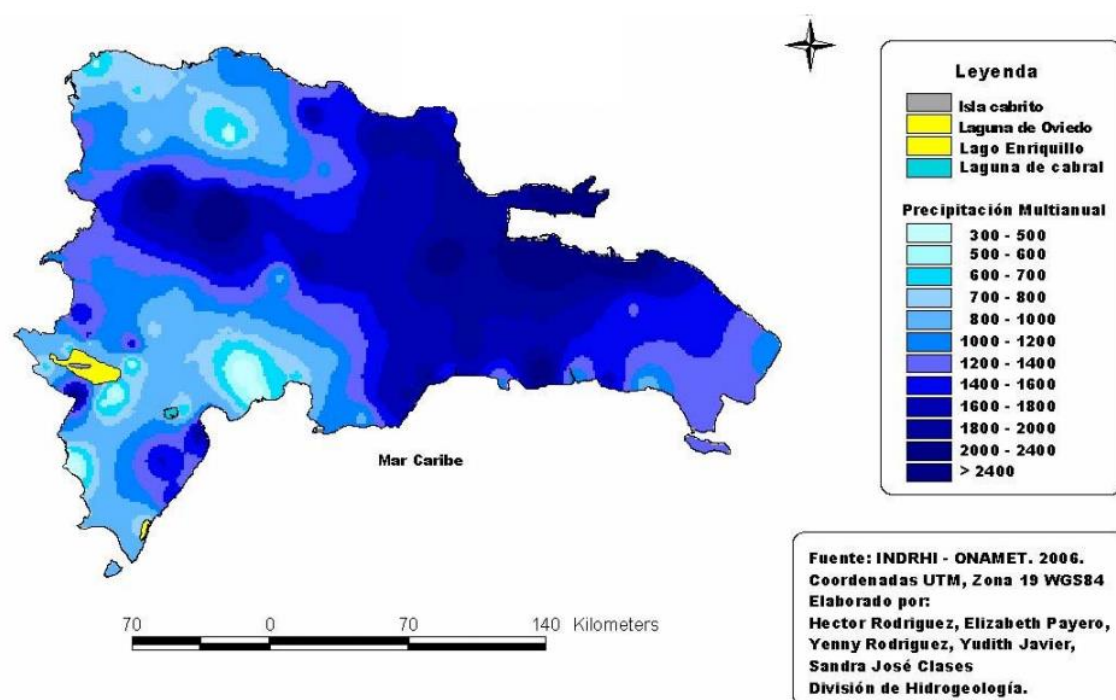 Leyenda
Isla cabrito
Laguna de Oviedo
Lago Enriquillo
Laguna de cabral
Precipitación Multianual
300 - 500
500 - 600
600 - 700
700 - 800
800 - 1000
1000 - 1200
1200 - 1400
1400 - 1600
1600 - 1800
1800 - 2000
2000 - 2400
> 2400
Mar Caribe
70 0 70 140 Kilometers
Fuente: INDRHI - ONAMET. 2006.
Coordenadas UTM, Zona 19 WGS84
Elaborado por:
Hector Rodriguez, Elizabeth Payero,
Yenny Rodriguez, Yudith Javier,
Sandra José Clases
División de Hidrogeología.